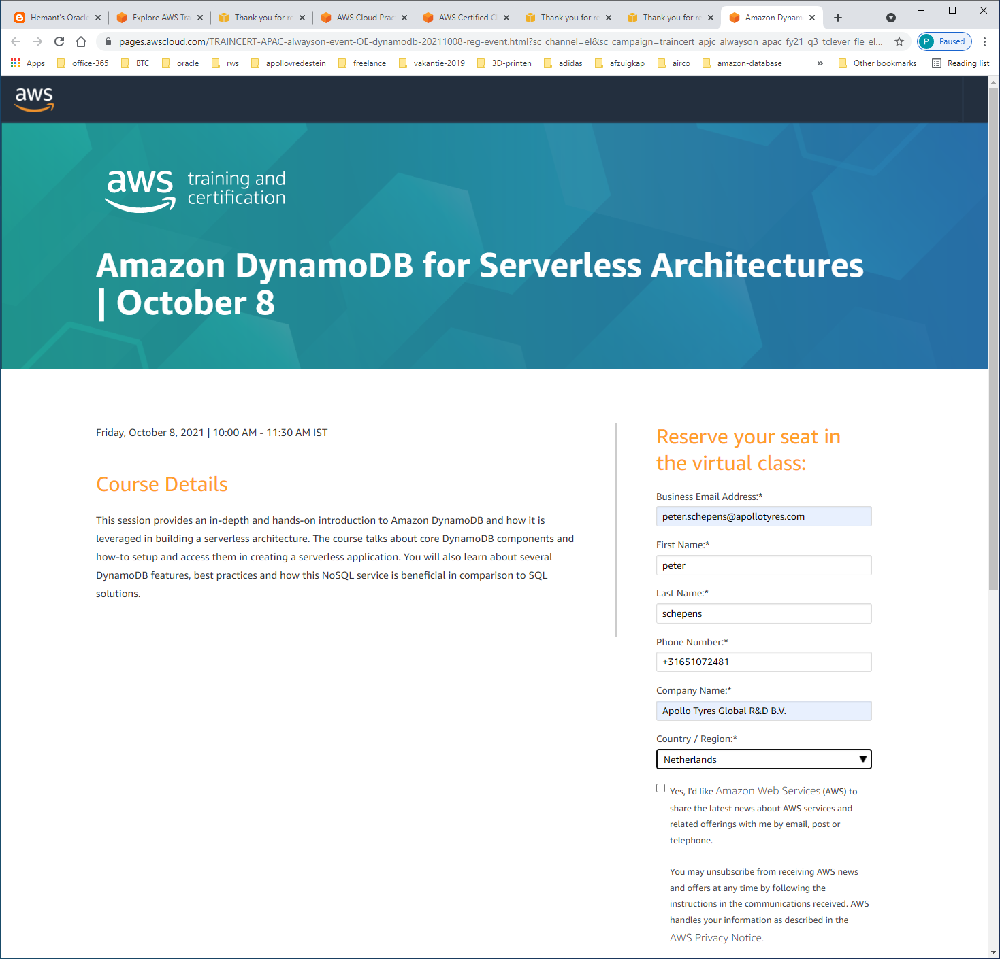 Hemant's Oracle
Explore AWS Tra
Thank you for re
AWS Cloud Prac
AWS Certified Cl
Thank you for re
Thank you for re
Amazon Dynam
pages.awscloud.com/TRAINCERT-APAC-alwayson-event-OE-dynamodb-20211008-reg-event.html?sc_channel=el&sc_campaign=traincert_apjc_alwayson_apac_fy21_q3_tclever_fle_el...
P Paused
Apps office-365 BTC oracle rws apollovredestein freelance vakantie-2019 3D-printen adidas afzuigkap airco amazon-database » Other bookmarks Reading list
aws
aws training and
certification
Amazon DynamoDB for Serverless Architectures
| October 8
Friday, October 8, 2021 | 10:00 AM - 11:30 AM IST
Course Details
This session provides an in-depth and hands-on introduction to Amazon DynamoDB and how it is
leveraged in building a serverless architecture. The course talks about core DynamoDB components and
how-to setup and access them in creating a serverless application. You will also learn about several
DynamoDB features, best practices and how this NoSQL service is beneficial in comparison to SQL
solutions.
Reserve your seat in
the virtual class:
Business Email Address:*
peter.schepens@apollotyres.com
First Name:*
peter
Last Name:*
schepens
Phone Number:*
+31651072481
Company Name:*
Apollo Tyres Global R&D B.V.
Country / Region:*
Netherlands
Yes, I'd like Amazon Web Services (AWS) to
share the latest news about AWS services and
related offerings with me by email, post or
telephone.
You may unsubscribe from receiving AWS news
and offers at any time by following the
instructions in the communications received. AWS
handles your information as described in the
AWS Privacy Notice.